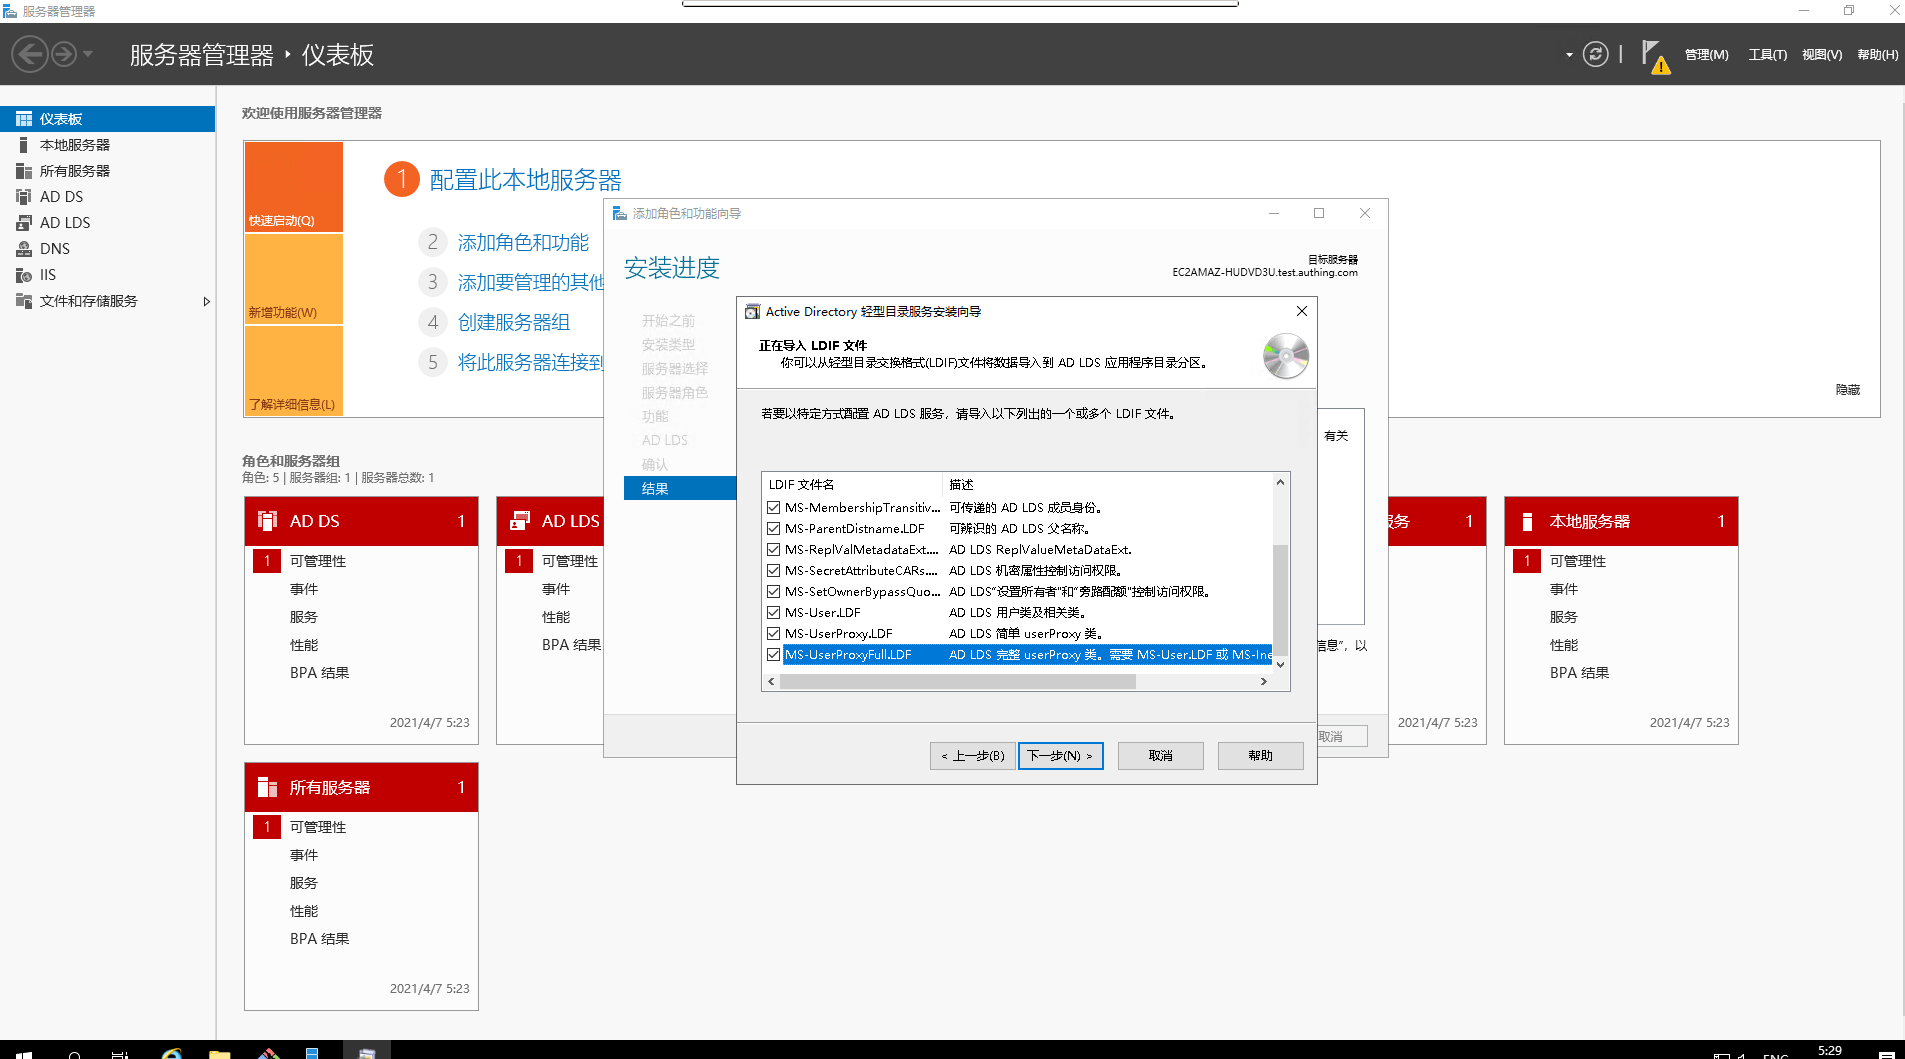 服务器管理器
服务器管理器 ‣ 仪表板
管理(M) 工具(T) 视图(V) 帮助(H)
仪表板
本地服务器
所有服务器
AD DS
AD LDS
DNS
IIS
文件和存储服务
欢迎使用服务器管理器
快速启动(Q)
新增功能(W)
了解详细信息(L)
1 配置此本地服务器
2 添加角色和功能
3 添加要管理的其他
4 创建服务器组
5 将此服务器连接到
隐藏
角色和服务器组
角色: 5 | 服务器组: 1 | 服务器总数: 1
AD DS 1
1 可管理性
事件
服务
性能
BPA 结果
2021/4/7 5:23
AD LDS
1 可管理性
事件
性能
BPA 结果
服务 1
2021/4/7 5:23
本地服务器 1
1 可管理性
事件
服务
性能
BPA 结果
2021/4/7 5:23
所有服务器 1
1 可管理性
事件
服务
性能
BPA 结果
2021/4/7 5:23
添加角色和功能向导
安装进度
目标服务器
EC2AMAZ-HUDVD3U.test.authing.com
开始之前
安装类型
服务器选择
服务器角色
功能
AD LDS
确认
结果
有关
信息"，以
取消
Active Directory 轻型目录服务安装向导
正在导入 LDIF 文件
你可以从轻型目录交换格式(LDIF)文件将数据导入到 AD LDS 应用程序目录分区。
若要以特定方式配置 AD LDS 服务，请导入以下列出的一个或多个 LDIF 文件。
LDIF 文件名 描述
MS-MembershipTransitiv... 可传递的 AD LDS 成员身份。
MS-ParentDistname.LDF 可辨识的 AD LDS 父名称。
MS-ReplValMetadataExt.... AD LDS ReplValueMetaDataExt.
MS-SecretAttributeCARs.... AD LDS 机密属性控制访问权限。
MS-SetOwnerBypassQuo... AD LDS"设置所有者"和"旁路配额"控制访问权限。
MS-User.LDF AD LDS 用户类及相关类。
MS-UserProxy.LDF AD LDS 简单 userProxy 类。
MS-UserProxyFull.LDF AD LDS 完整 userProxy 类。需要 MS-User.LDF 或 MS-Ine
< 上一步(B) 下一步(N) > 取消 帮助
ENG
5:29